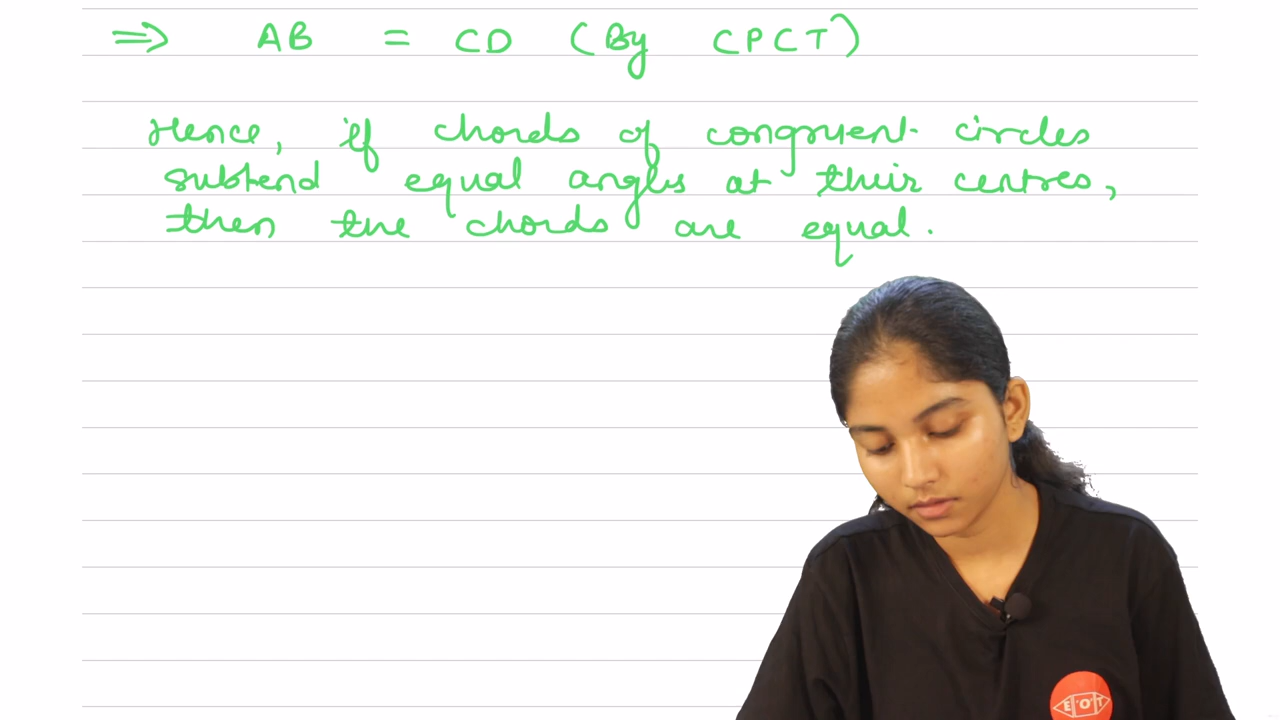 ⇒ AB = CD (By CPCT)
Hence, if chords of congruent circles
subtend equal angles at their centres,
then the chords are equal.
EOT